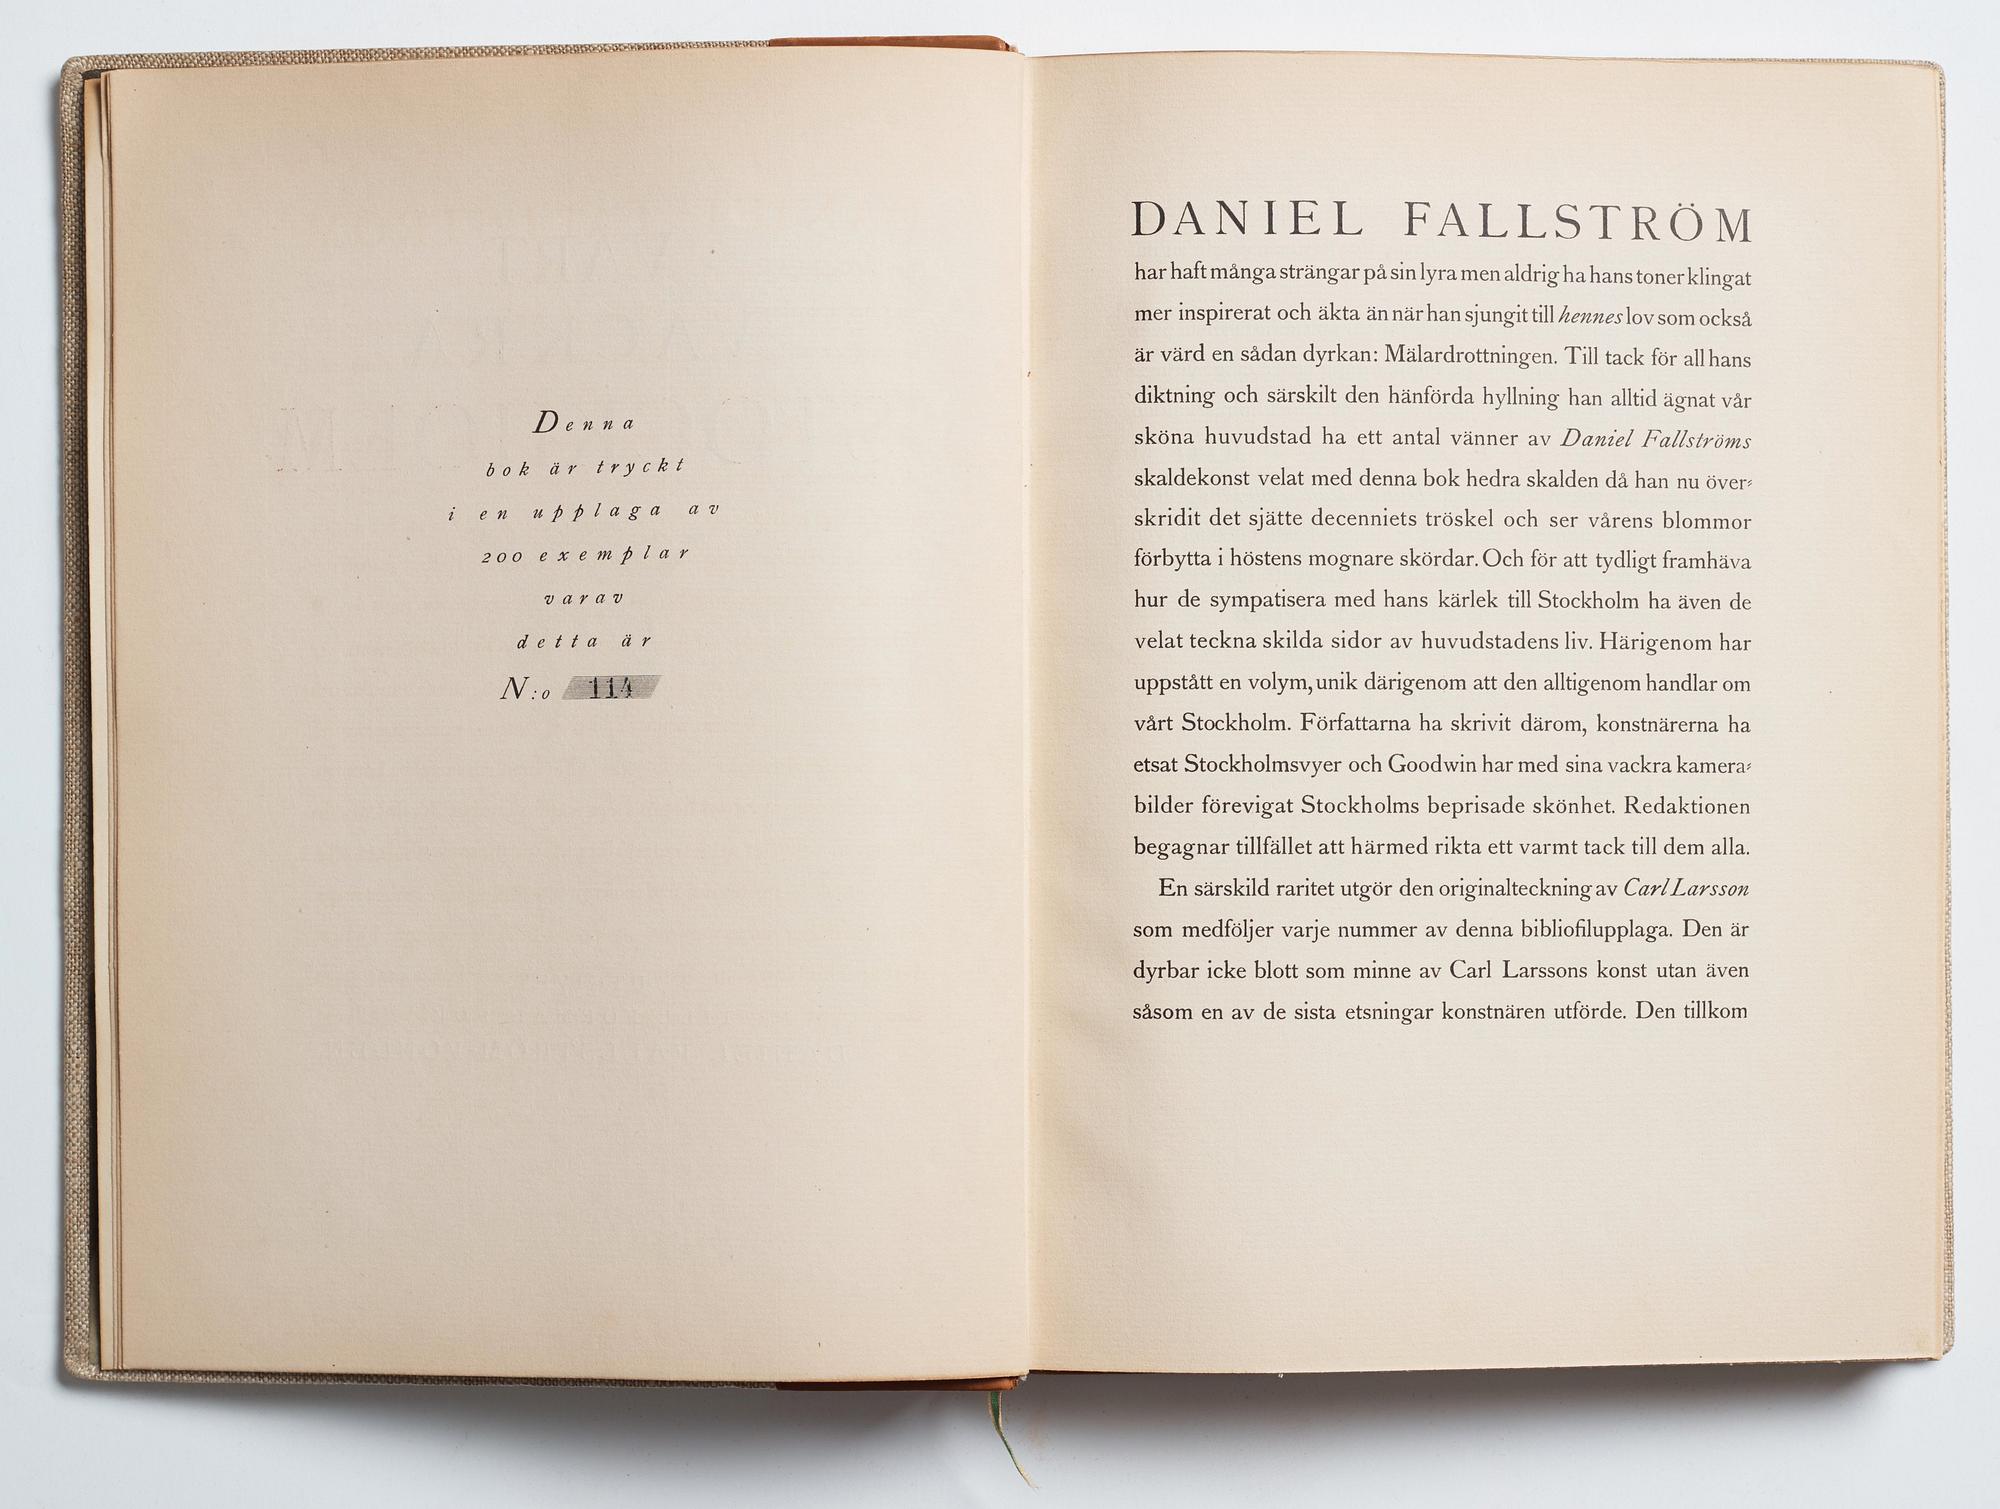 Denna
bok är tryckt
i en upplaga av
200 exemplar
varav
detta är
N:o 114
DANIEL FALLSTRÖM
har haft många strängar på sin lyra men aldrig ha hans toner klingat
mer inspirerat och äkta än när han sjungit till hennes lov som också
är värd en sådan dyrkan: Mälardrottningen. Till tack för all hans
diktning och särskilt den hänförda hyllning han alltid ägnat vår
sköna huvudstad ha ett antal vänner av Daniel Fallströms
skaldekonst velat med denna bok hedra skalden då han nu över-
skridit det sjätte decenniets tröskel och ser vårens blommor
förbytta i höstens mognare skördar. Och för att tydligt framhäva
hur de sympatisera med hans kärlek till Stockholm ha även de
velat teckna skilda sidor av huvudstadens liv. Härigenom har
uppstått en volym, unik därigenom att den alltigenom handlar om
vårt Stockholm. Författarna ha skrivit därom, konstnärerna ha
etsat Stockholmsvyer och Goodwin har med sina vackra kamera-
bilder förevigat Stockholms beprisade skönhet. Redaktionen
begagnar tillfället att härmed rikta ett varmt tack till dem alla.
En särskild raritet utgör den originalteckning av Carl Larsson
som medföljer varje nummer av denna bibliofilupplaga. Den är
dyrbar icke blott som minne av Carl Larssons konst utan även
såsom en av de sista etsningar konstnären utförde. Den tillkom